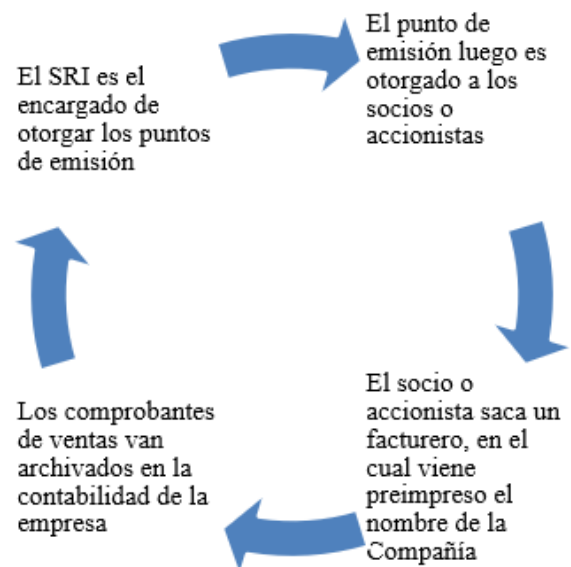 El SRI es el
encargado de
otorgar los puntos
de emisión
El punto de
emisión luego es
otorgado a los
socios o
accionistas
El socio o
accionista saca un
facturero, en el
cual viene
preimpreso el
nombre de la
Compañía
Los comprobantes
de ventas van
archivados en la
contabilidad de la
empresa